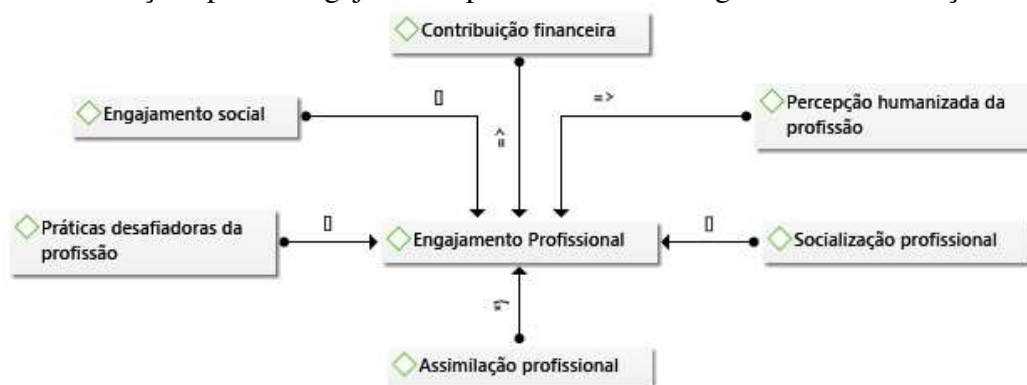 Contribuição financeira
[]
=>
Engajamento social
Percepção humanizada da
profissão
=>
Práticas desafiadoras da
profissão
[]
Engajamento Profissional
[]
Socialização profissional
Assimilação profissional